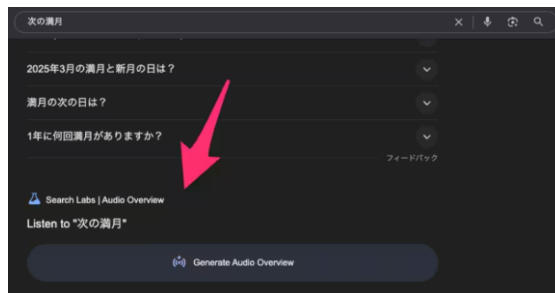 次の満月
2025年3月の満月と新月の日は？
満月の次の日は？
1年に何回満月がありますか？
フィードバック
Search Labs | Audio Overview
Listen to "次の満月"
Generate Audio Overview